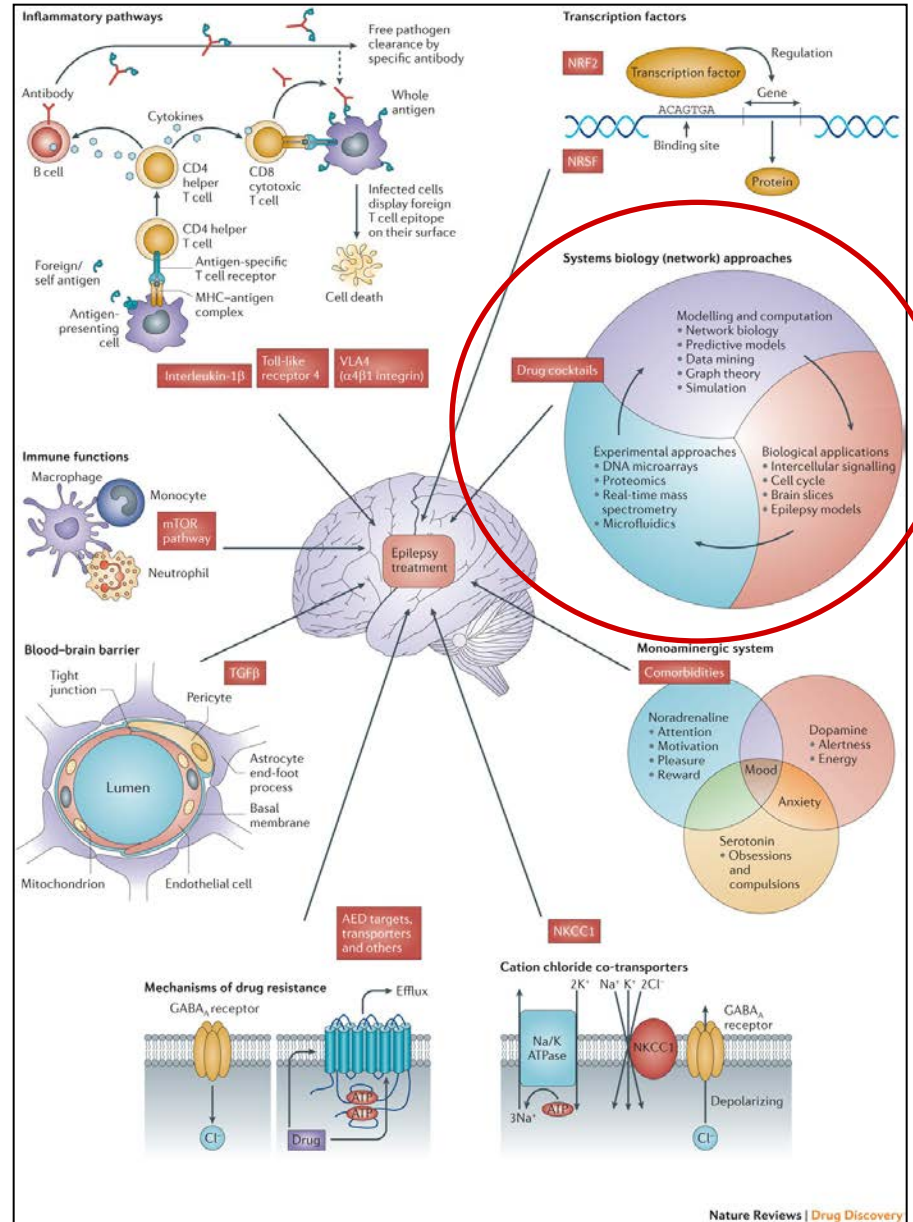 Inflammatory pathways
Free pathogen
clearance by
specific antibody
Antibody
Cytokines
Whole
antigen
B cell
CD4
helper
T cell
CD8
cytotoxic
T cell
Infected cells
display foreign
T cell epitope
on their surface
CD4 helper
T cell
Foreign/
self antigen
Antigen-specific
T cell receptor
MHC–antigen
complex
Antigen-
presenting
cell
Cell death
Interleukin-1β
Toll-like
receptor 4
VLA4
(α4β1 integrin)
Transcription factors
NRF2
Transcription factor
Regulation
Gene
ACAGTGA
Binding site
NRSF
Protein
Systems biology (network) approaches
Modelling and computation
• Network biology
• Predictive models
• Data mining
• Graph theory
• Simulation
Drug cocktails
Experimental approaches
• DNA microarrays
• Proteomics
• Real-time mass
spectrometry
• Microfluidics
Biological applications
• Intercellular signalling
• Cell cycle
• Brain slices
• Epilepsy models
Immune functions
Macrophage
Monocyte
mTOR
pathway
Neutrophil
Epilepsy
treatment
Blood–brain barrier
TGFβ
Tight
junction
Pericyte
Astrocyte
end-foot
process
Lumen
Basal
membrane
Mitochondrion
Endothelial cell
Monoaminergic system
Comorbidities
Noradrenaline
• Attention
• Motivation
• Pleasure
• Reward
Dopamine
• Alertness
• Energy
Mood
Anxiety
Serotonin
• Obsessions
and
compulsions
AED targets,
transporters
and others
NKCC1
Mechanisms of drug resistance
GABA_A receptor
Efflux
ATP
ATP
Cl⁻
Drug
Cation chloride co-transporters
2K⁺ Na⁺ K⁺ 2Cl⁻
GABA_A
receptor
Na/K
ATPase
NKCC1
Depolarizing
3Na⁺
ATP
Cl⁻
Nature Reviews | Drug Discovery